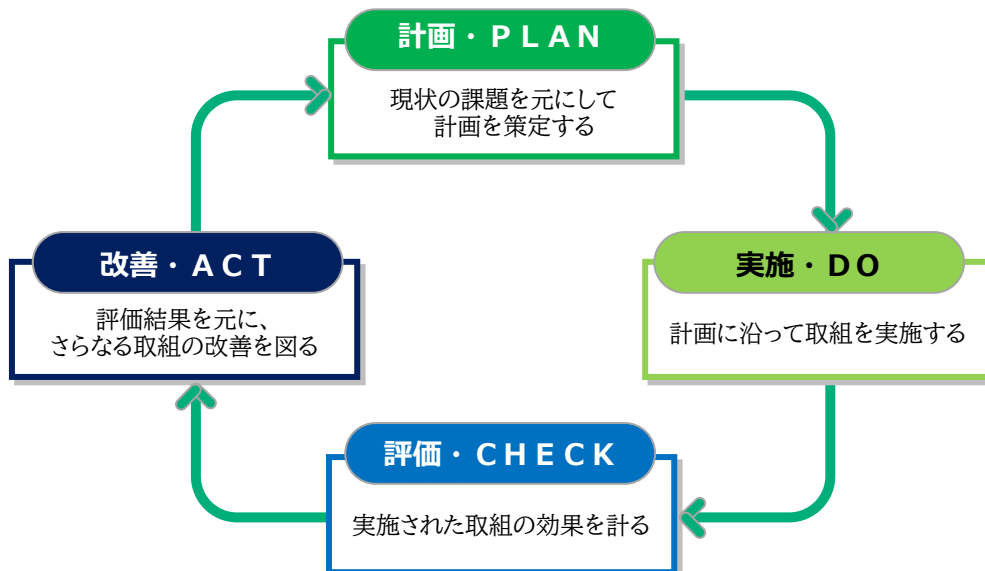 計画・PLAN
現状の課題を元にして
計画を策定する
実施・DO
計画に沿って取組を実施する
評価・CHECK
実施された取組の効果を計る
改善・ACT
評価結果を元に、
さらなる取組の改善を図る